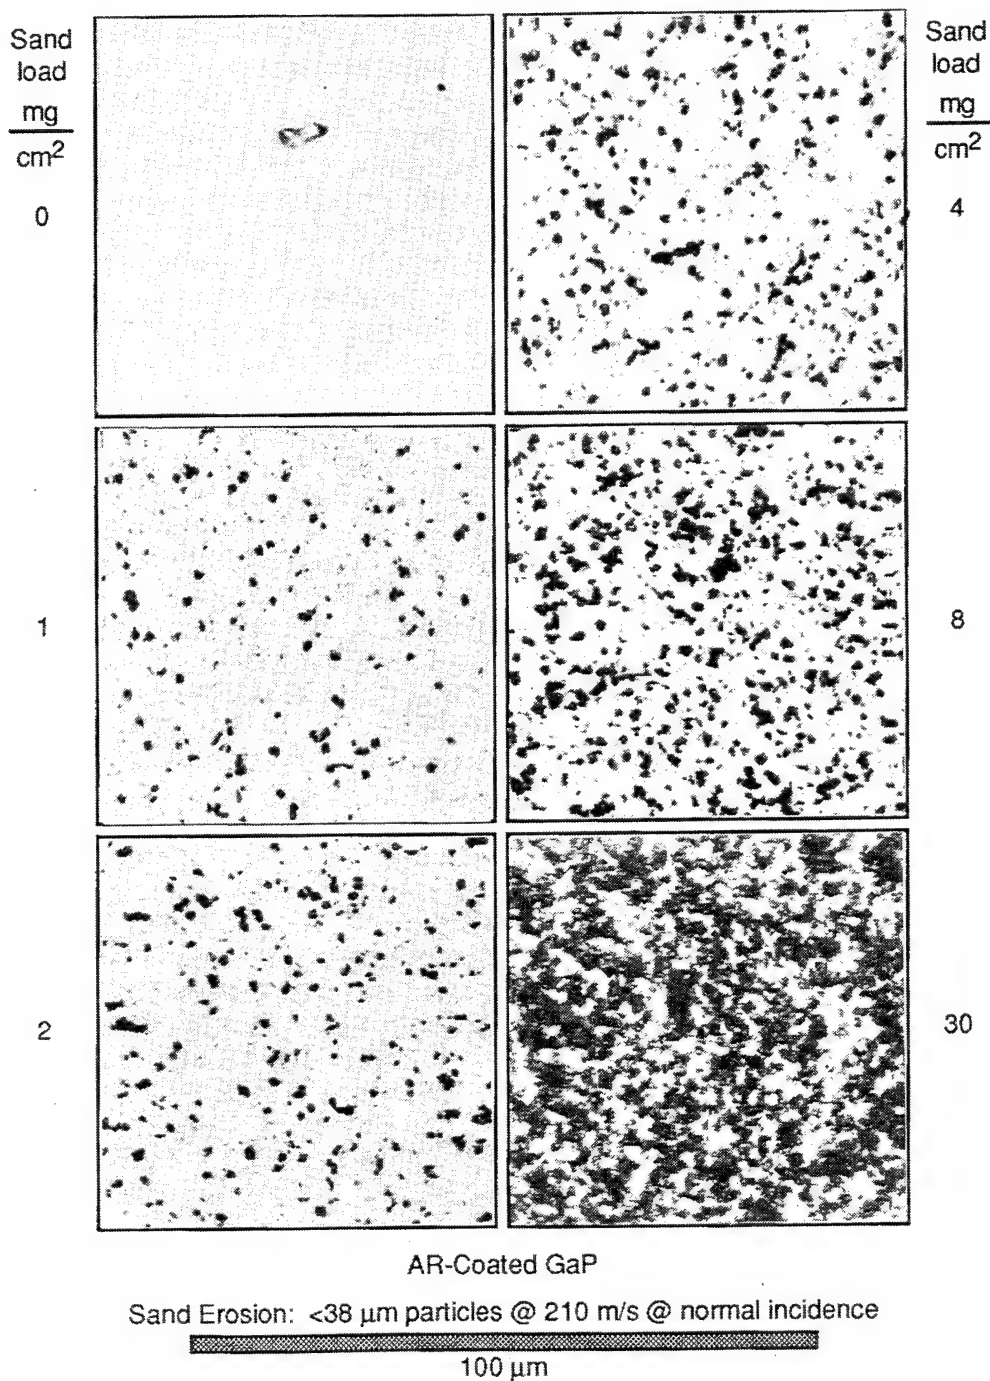 Sand
load
mg
cm2
0
Sand
load
mg
cm2
4
1
8
2
30
AR-Coated GaP
Sand Erosion: <38 µm particles @ 210 m/s @ normal incidence
100 µm